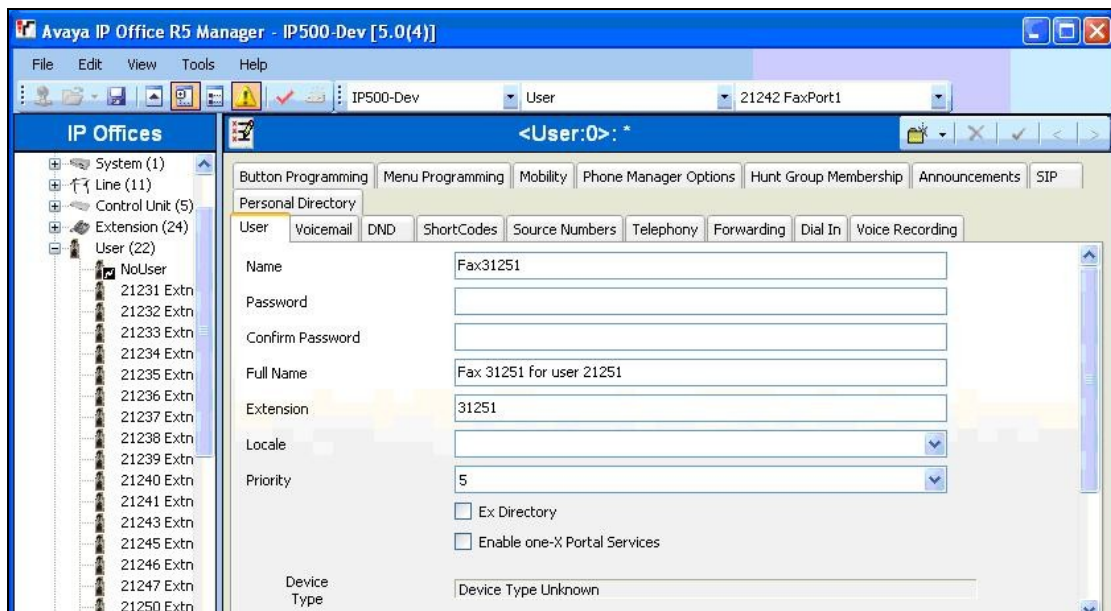 Avaya IP Office R5 Manager - IP500-Dev [5.0(4)]
File Edit View Tools Help
IP500-Dev User 21242 FaxPort1
IP Offices <User:0>: *
System (1)
Line (11)
Control Unit (5)
Extension (24)
User (22)
NoUser
21231 Extn
21232 Extn
21233 Extn
21234 Extn
21235 Extn
21236 Extn
21237 Extn
21238 Extn
21239 Extn
21240 Extn
21241 Extn
21243 Extn
21245 Extn
21246 Extn
21247 Extn
21250 Extn
Button Programming Menu Programming Mobility Phone Manager Options Hunt Group Membership Announcements SIP
Personal Directory
User Voicemail DND ShortCodes Source Numbers Telephony Forwarding Dial In Voice Recording
Name Fax31251
Password
Confirm Password
Full Name Fax 31251 for user 21251
Extension 31251
Locale
Priority 5
Ex Directory
Enable one-X Portal Services
Device
Type Device Type Unknown